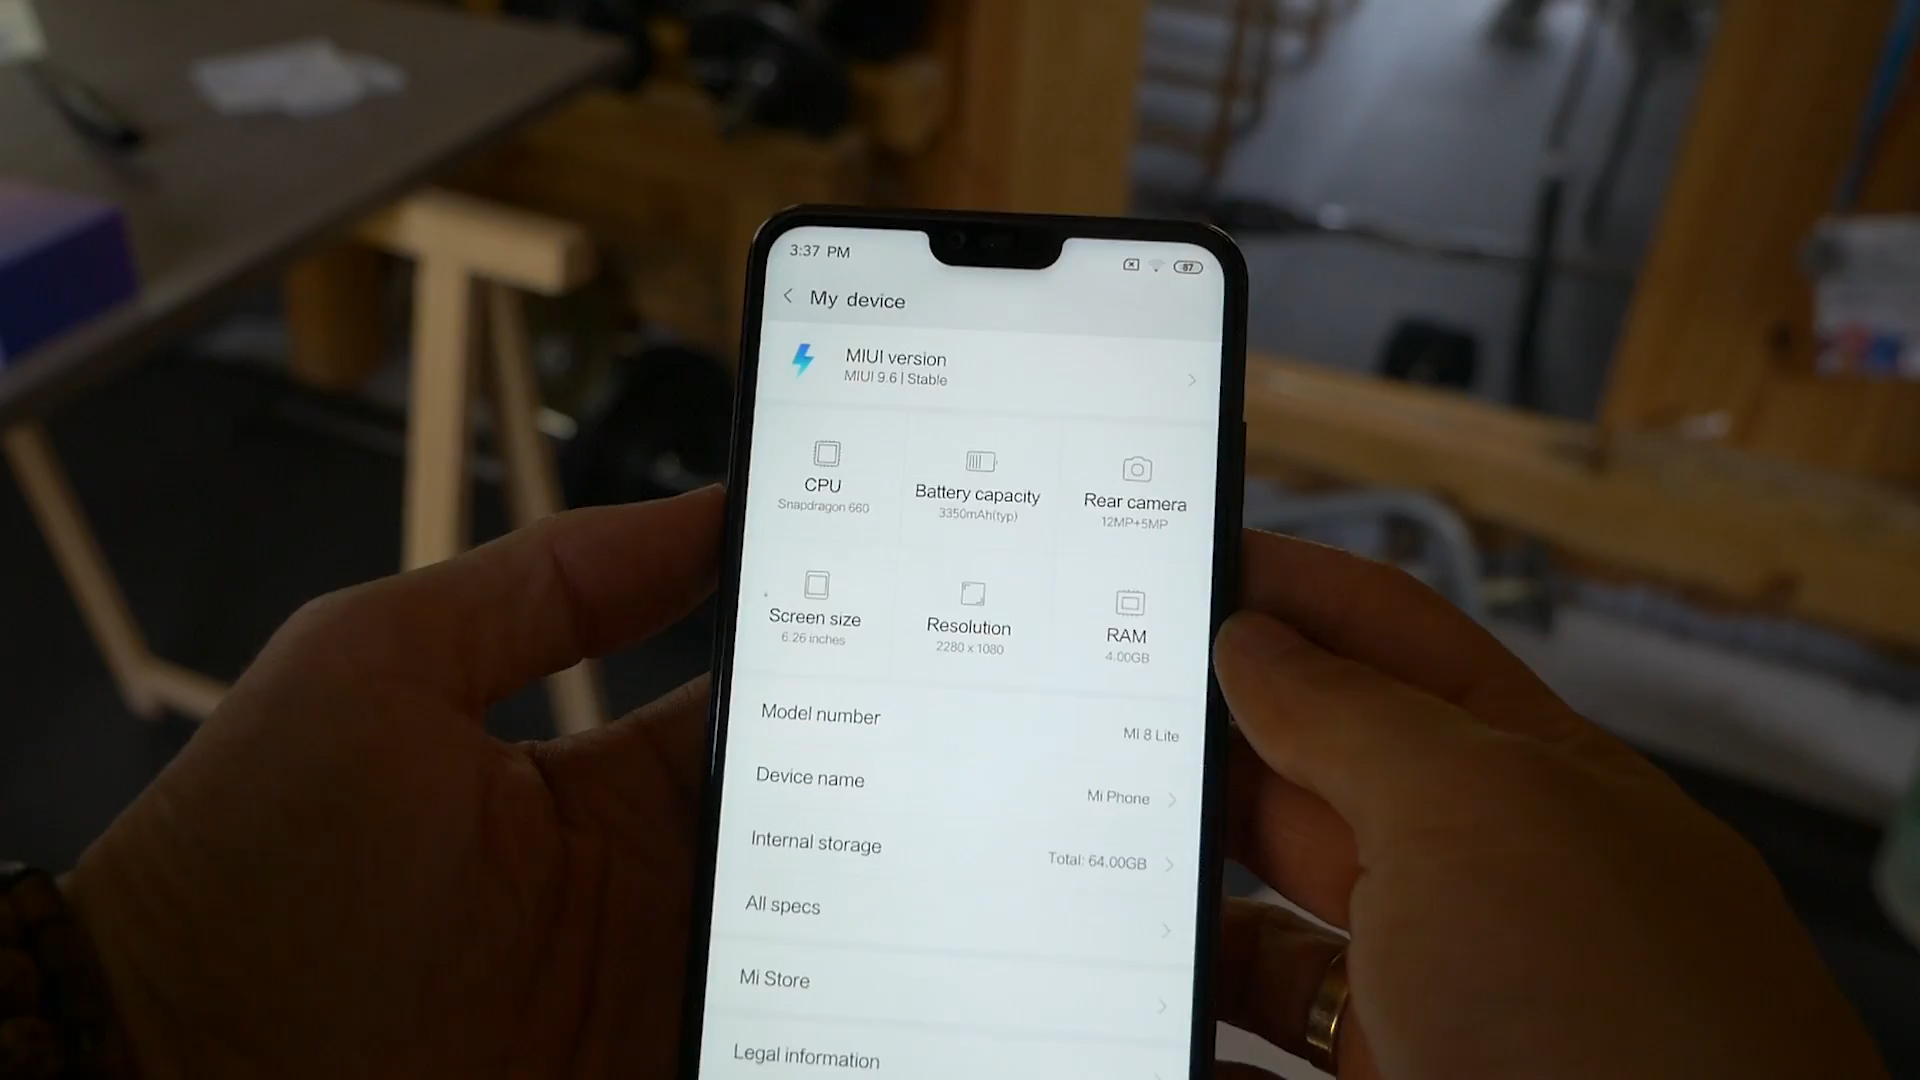 3:37 PM
87
My device
MIUI version
MIUI 9.6 | Stable
CPU
Snapdragon 660
Battery capacity
3350mAh(typ)
Rear camera
12MP+5MP
Screen size
6.26 inches
Resolution
2280 x 1080
RAM
4.00GB
Model number
MI 8 Lite
Device name
Mi Phone
Internal storage
Total: 64.00GB
All specs
Mi Store
Legal information